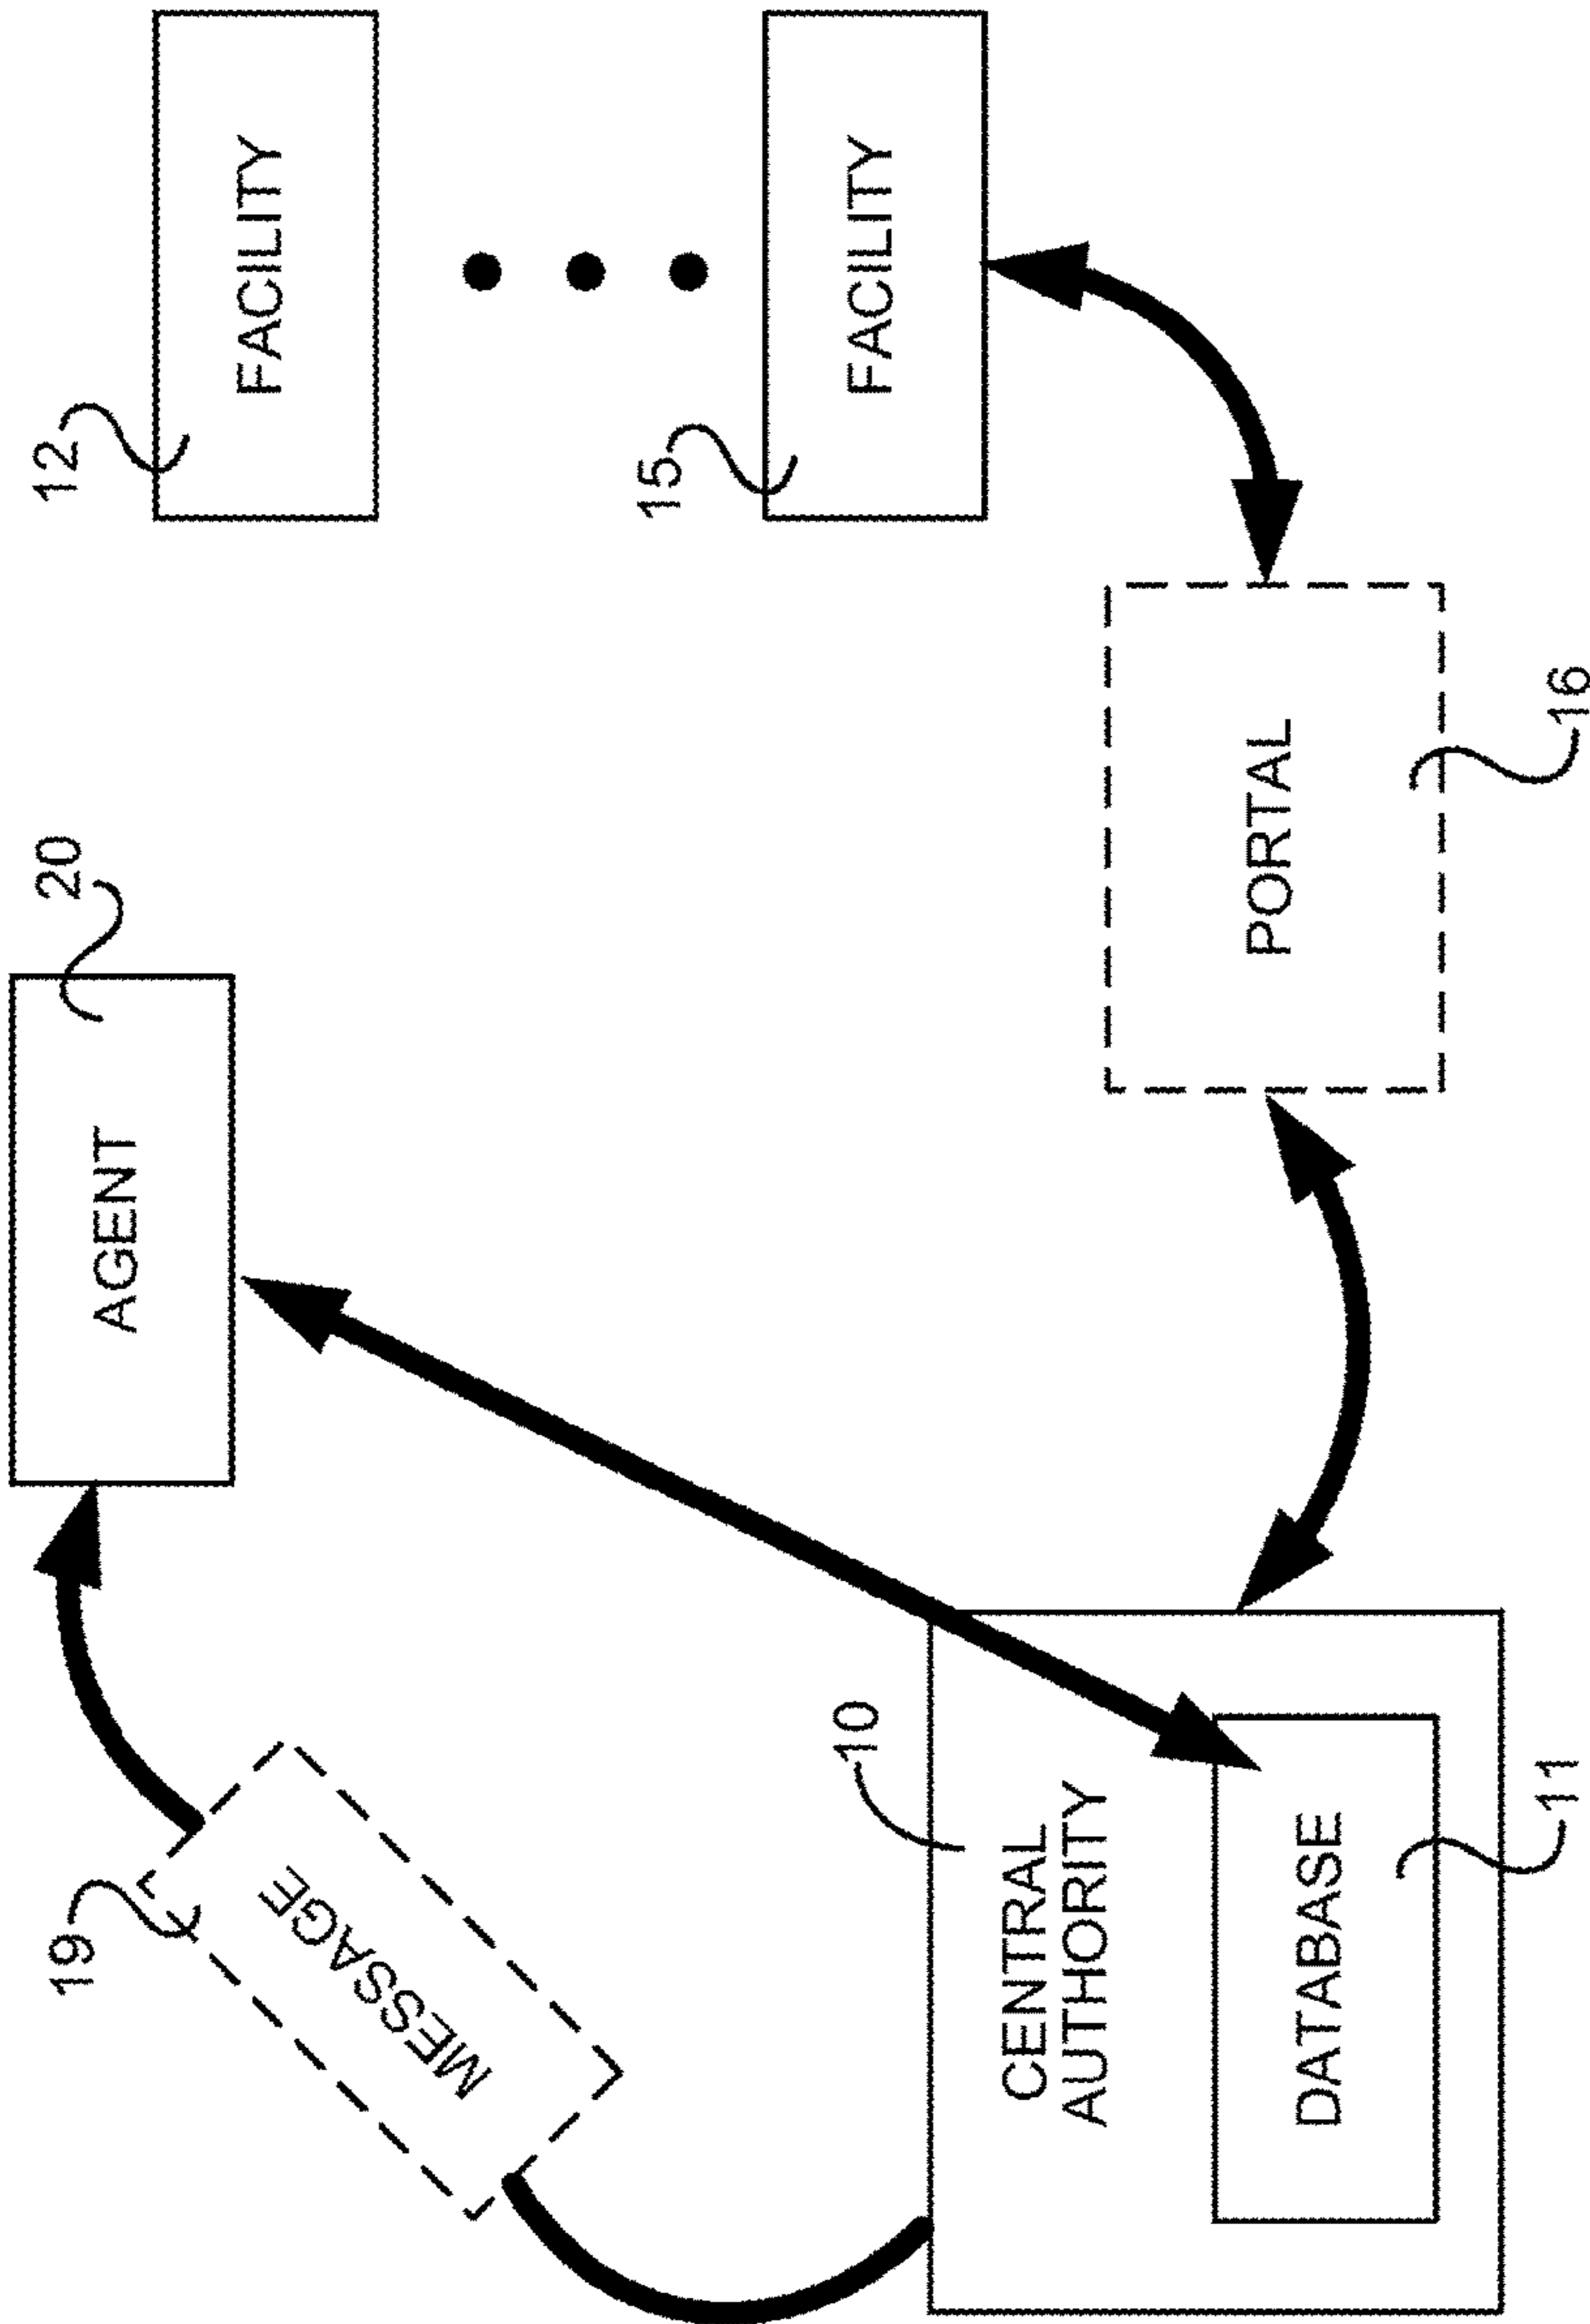 19
20
12
AGENT
FACILITY
MESSAGE
15
10
FACILITY
CENTRAL
AUTHORITY
PORTAL
DATABASE
11
16